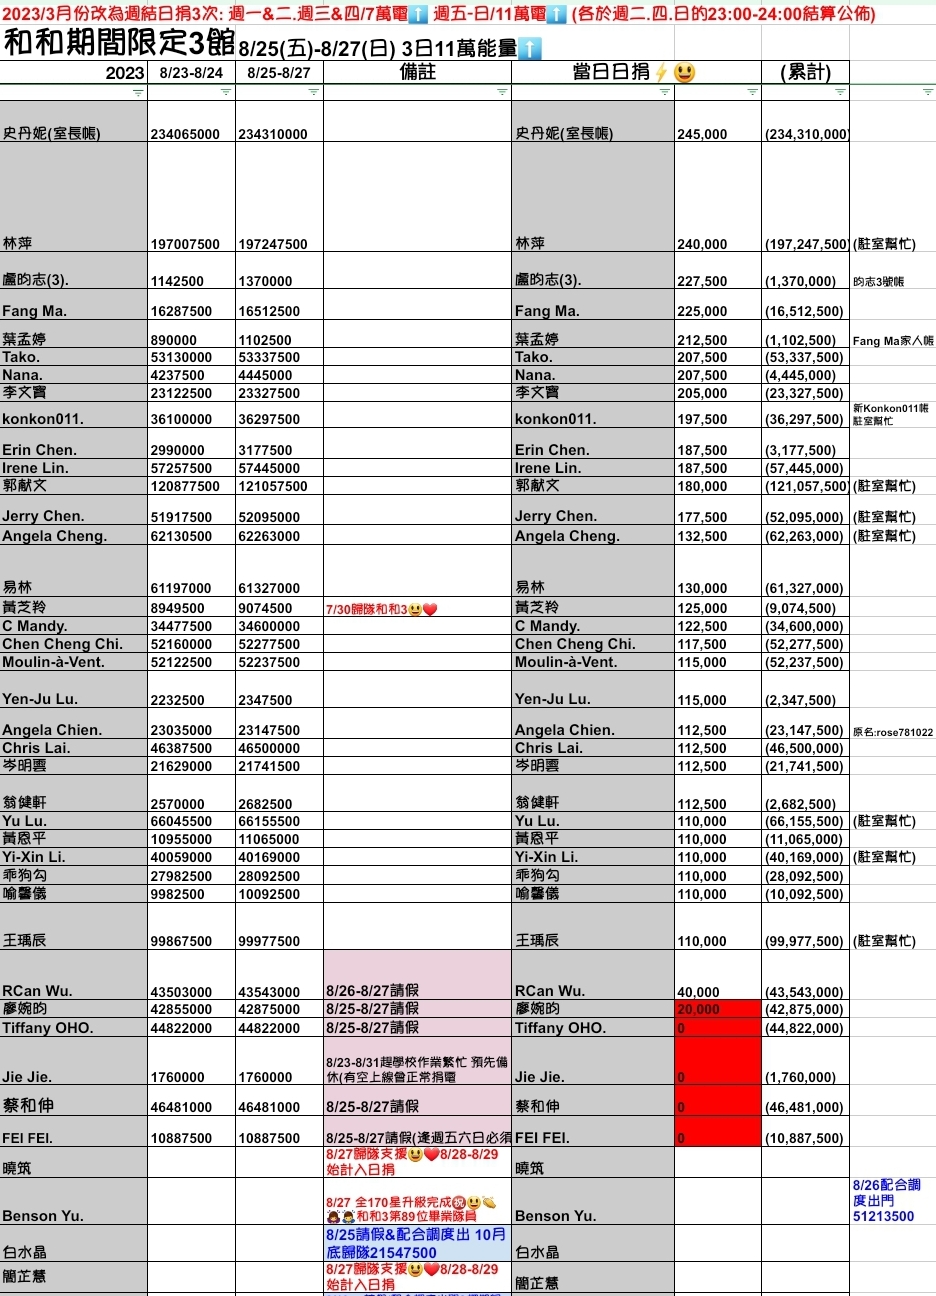 2023/3月份改為週結日捐3次: 週一&二.週三&四/7萬電⬆️ 週五-日/11萬電⬆️ (各於週二.四.日的23:00-24:00結算公佈)
和和期間限定3館 8/25(五)-8/27(日) 3日11萬能量⬆️
2023 8/23-8/24 8/25-8/27 備註 當日日捐⚡😃 (累計)
史丹妮(室長帳) 234065000 234310000 史丹妮(室長帳) 245,000 (234,310,000)
林萍 197007500 197247500 林萍 240,000 (197,247,500) (駐室幫忙)
盧昀志(3). 1142500 1370000 盧昀志(3). 227,500 (1,370,000) 昀志3號帳
Fang Ma. 16287500 16512500 Fang Ma. 225,000 (16,512,500)
葉孟婷 890000 1102500 葉孟婷 212,500 (1,102,500) Fang Ma家人帳
Tako. 53130000 53337500 Tako. 207,500 (53,337,500)
Nana. 4237500 4445000 Nana. 207,500 (4,445,000)
李文寶 23122500 23327500 李文寶 205,000 (23,327,500)
konkon011. 36100000 36297500 konkon011. 197,500 (36,297,500) 新Konkon011帳
駐室幫忙
Erin Chen. 2990000 3177500 Erin Chen. 187,500 (3,177,500)
Irene Lin. 57257500 57445000 Irene Lin. 187,500 (57,445,000)
郭献文 120877500 121057500 郭献文 180,000 (121,057,500) (駐室幫忙)
Jerry Chen. 51917500 52095000 Jerry Chen. 177,500 (52,095,000) (駐室幫忙)
Angela Cheng. 62130500 62263000 Angela Cheng. 132,500 (62,263,000) (駐室幫忙)
易林 61197000 61327000 易林 130,000 (61,327,000)
黃芝羚 8949500 9074500 7/30歸隊和和3😃❤️ 黃芝羚 125,000 (9,074,500)
C Mandy. 34477500 34600000 C Mandy. 122,500 (34,600,000)
Chen Cheng Chi. 52160000 52277500 Chen Cheng Chi. 117,500 (52,277,500)
Moulin-à-Vent. 52122500 52237500 Moulin-à-Vent. 115,000 (52,237,500)
Yen-Ju Lu. 2232500 2347500 Yen-Ju Lu. 115,000 (2,347,500)
Angela Chien. 23035000 23147500 Angela Chien. 112,500 (23,147,500) 原名:rose781022
Chris Lai. 46387500 46500000 Chris Lai. 112,500 (46,500,000)
岑明雲 21629000 21741500 岑明雲 112,500 (21,741,500)
翁健軒 2570000 2682500 翁健軒 112,500 (2,682,500)
Yu Lu. 66045500 66155500 Yu Lu. 110,000 (66,155,500) (駐室幫忙)
黃恩平 10955000 11065000 黃恩平 110,000 (11,065,000)
Yi-Xin Li. 40059000 40169000 Yi-Xin Li. 110,000 (40,169,000) (駐室幫忙)
乖狗勾 27982500 28092500 乖狗勾 110,000 (28,092,500)
喻馨儀 9982500 10092500 喻馨儀 110,000 (10,092,500)
王瑀辰 99867500 99977500 王瑀辰 110,000 (99,977,500) (駐室幫忙)
RCan Wu. 43503000 43543000 8/26-8/27請假 RCan Wu. 40,000 (43,543,000)
廖婉昀 42855000 42875000 8/25-8/27請假 廖婉昀 20,000 (42,875,000)
Tiffany OHO. 44822000 44822000 8/25-8/27請假 Tiffany OHO. 0 (44,822,000)
Jie Jie. 1760000 1760000 8/23-8/31趕學校作業繁忙 預先備
休(有空上線會正常捐電 Jie Jie. 0 (1,760,000)
蔡和伸 46481000 46481000 8/25-8/27請假 蔡和伸 0 (46,481,000)
FEI FEI. 10887500 10887500 8/25-8/27請假(逢週五六日必須 FEI FEI. 0 (10,887,500)
曉筑 8/27歸隊支援😃❤️8/28-8/29
始計入日捐 曉筑
Benson Yu. 8/27 全170星升級完成㊗️😃👏
🙇‍♀️🙇‍♂️和和3第89位畢業隊員 Benson Yu. 8/26配合調
度出門
51213500
白水晶 8/25請假&配合調度出 10月
底歸隊21547500 白水晶
簡芷慧 8/27歸隊支援😃❤️8/28-8/29
始計入日捐 簡芷慧